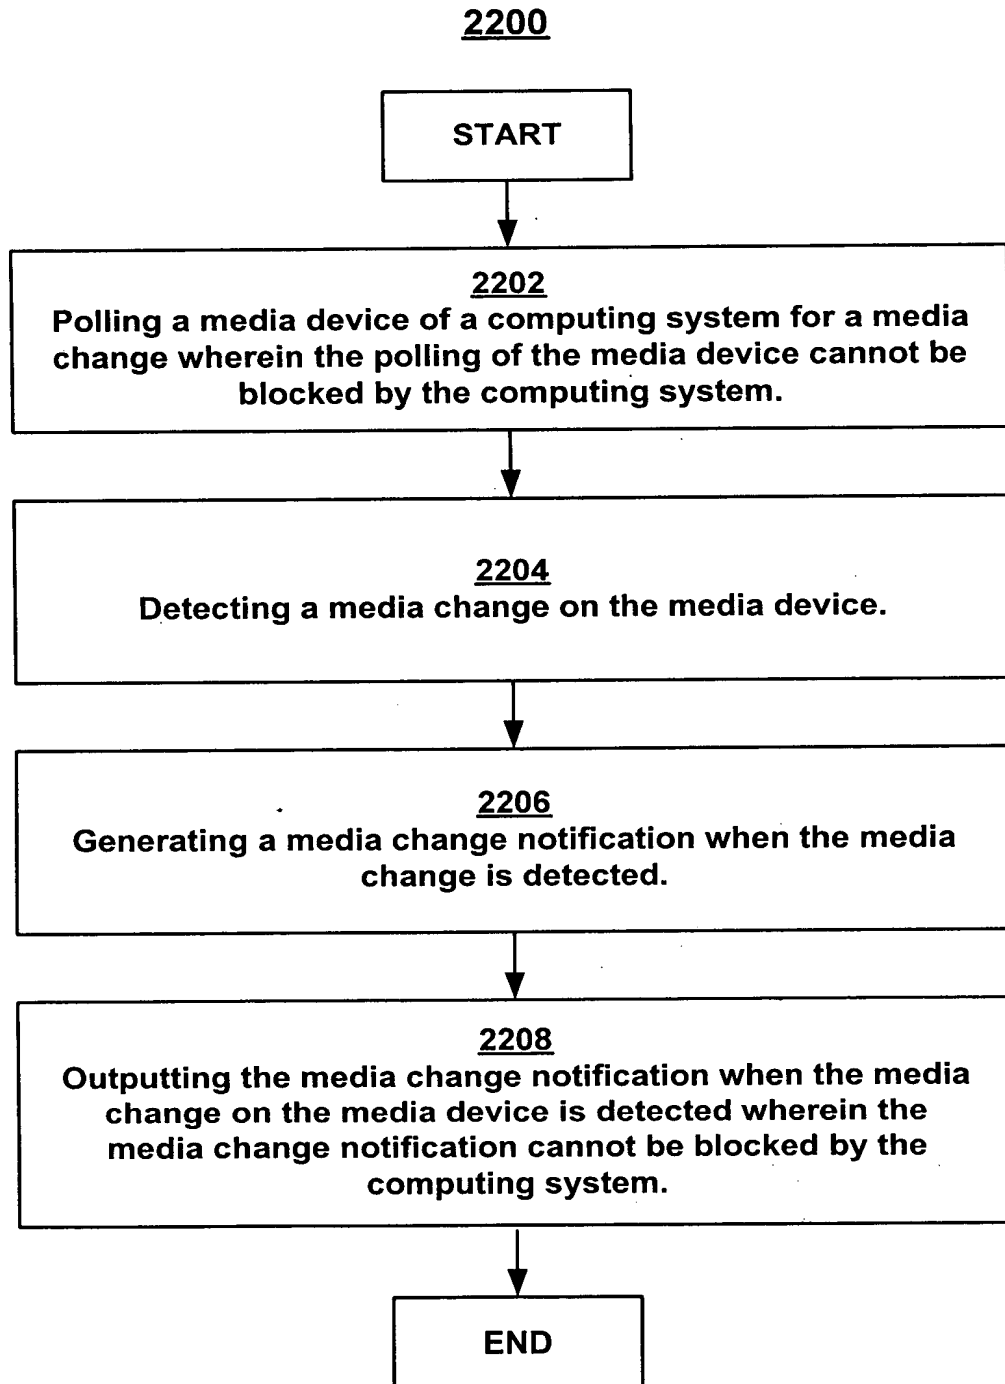 2200
START
2202
Polling a media device of a computing system for a media
change wherein the polling of the media device cannot be
blocked by the computing system.
2204
Detecting a media change on the media device.
2206
Generating a media change notification when the media
change is detected.
2208
Outputting the media change notification when the media
change on the media device is detected wherein the
media change notification cannot be blocked by the
computing system.
END